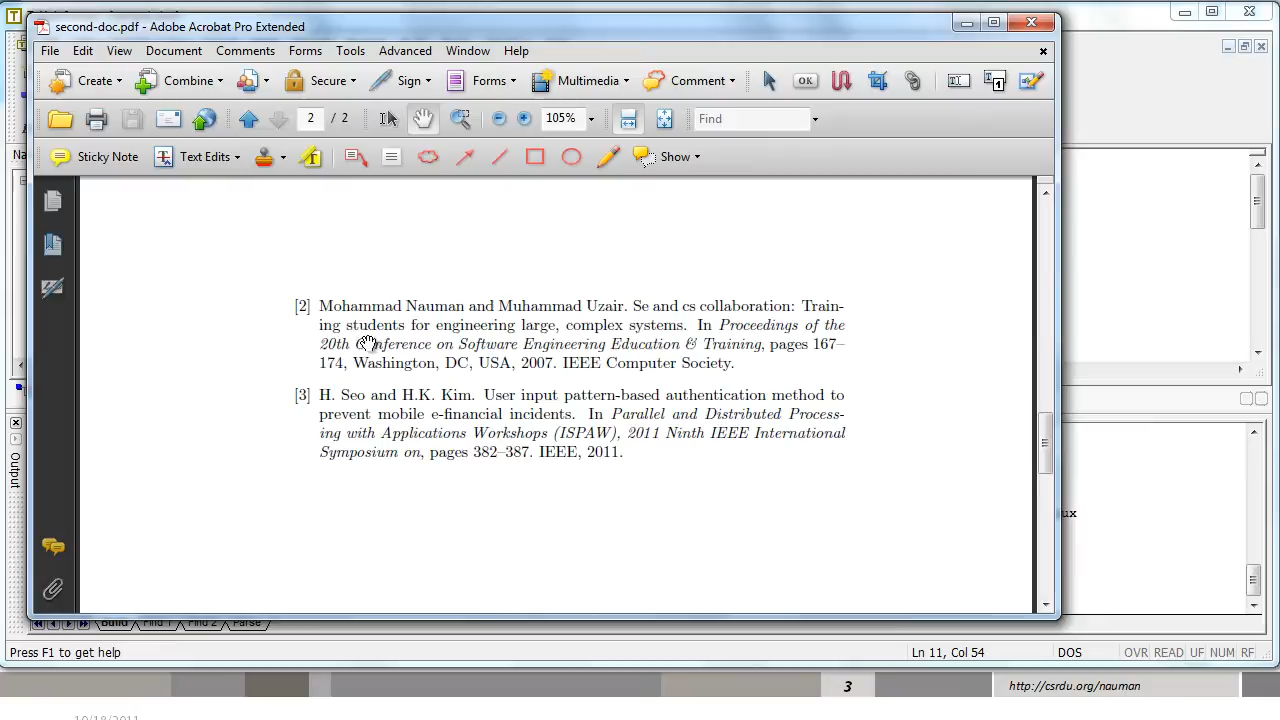 second-doc.pdf - Adobe Acrobat Pro Extended
File Edit View Document Comments Forms Tools Advanced Window Help
Create Combine Secure Sign Forms Multimedia OK Comment
2 / 2 105% Find
Sticky Note Text Edits Show
[2] Mohammad Nauman and Muhammad Uzair. Se and cs collaboration: Train-
ing students for engineering large, complex systems. In Proceedings of the
20th Conference on Software Engineering Education & Training, pages 167–
174, Washington, DC, USA, 2007. IEEE Computer Society.
[3] H. Seo and H.K. Kim. User input pattern-based authentication method to
prevent mobile e-financial incidents. In Parallel and Distributed Process-
ing with Applications Workshops (ISPAW), 2011 Ninth IEEE International
Symposium on, pages 382–387. IEEE, 2011.
Na
Output
ux
Build Find 1 Find 2 Parse
Press F1 to get help Ln 11, Col 54 DOS OVR READ UF NUM RF
3 http://csrdu.org/nauman
10/18/2011